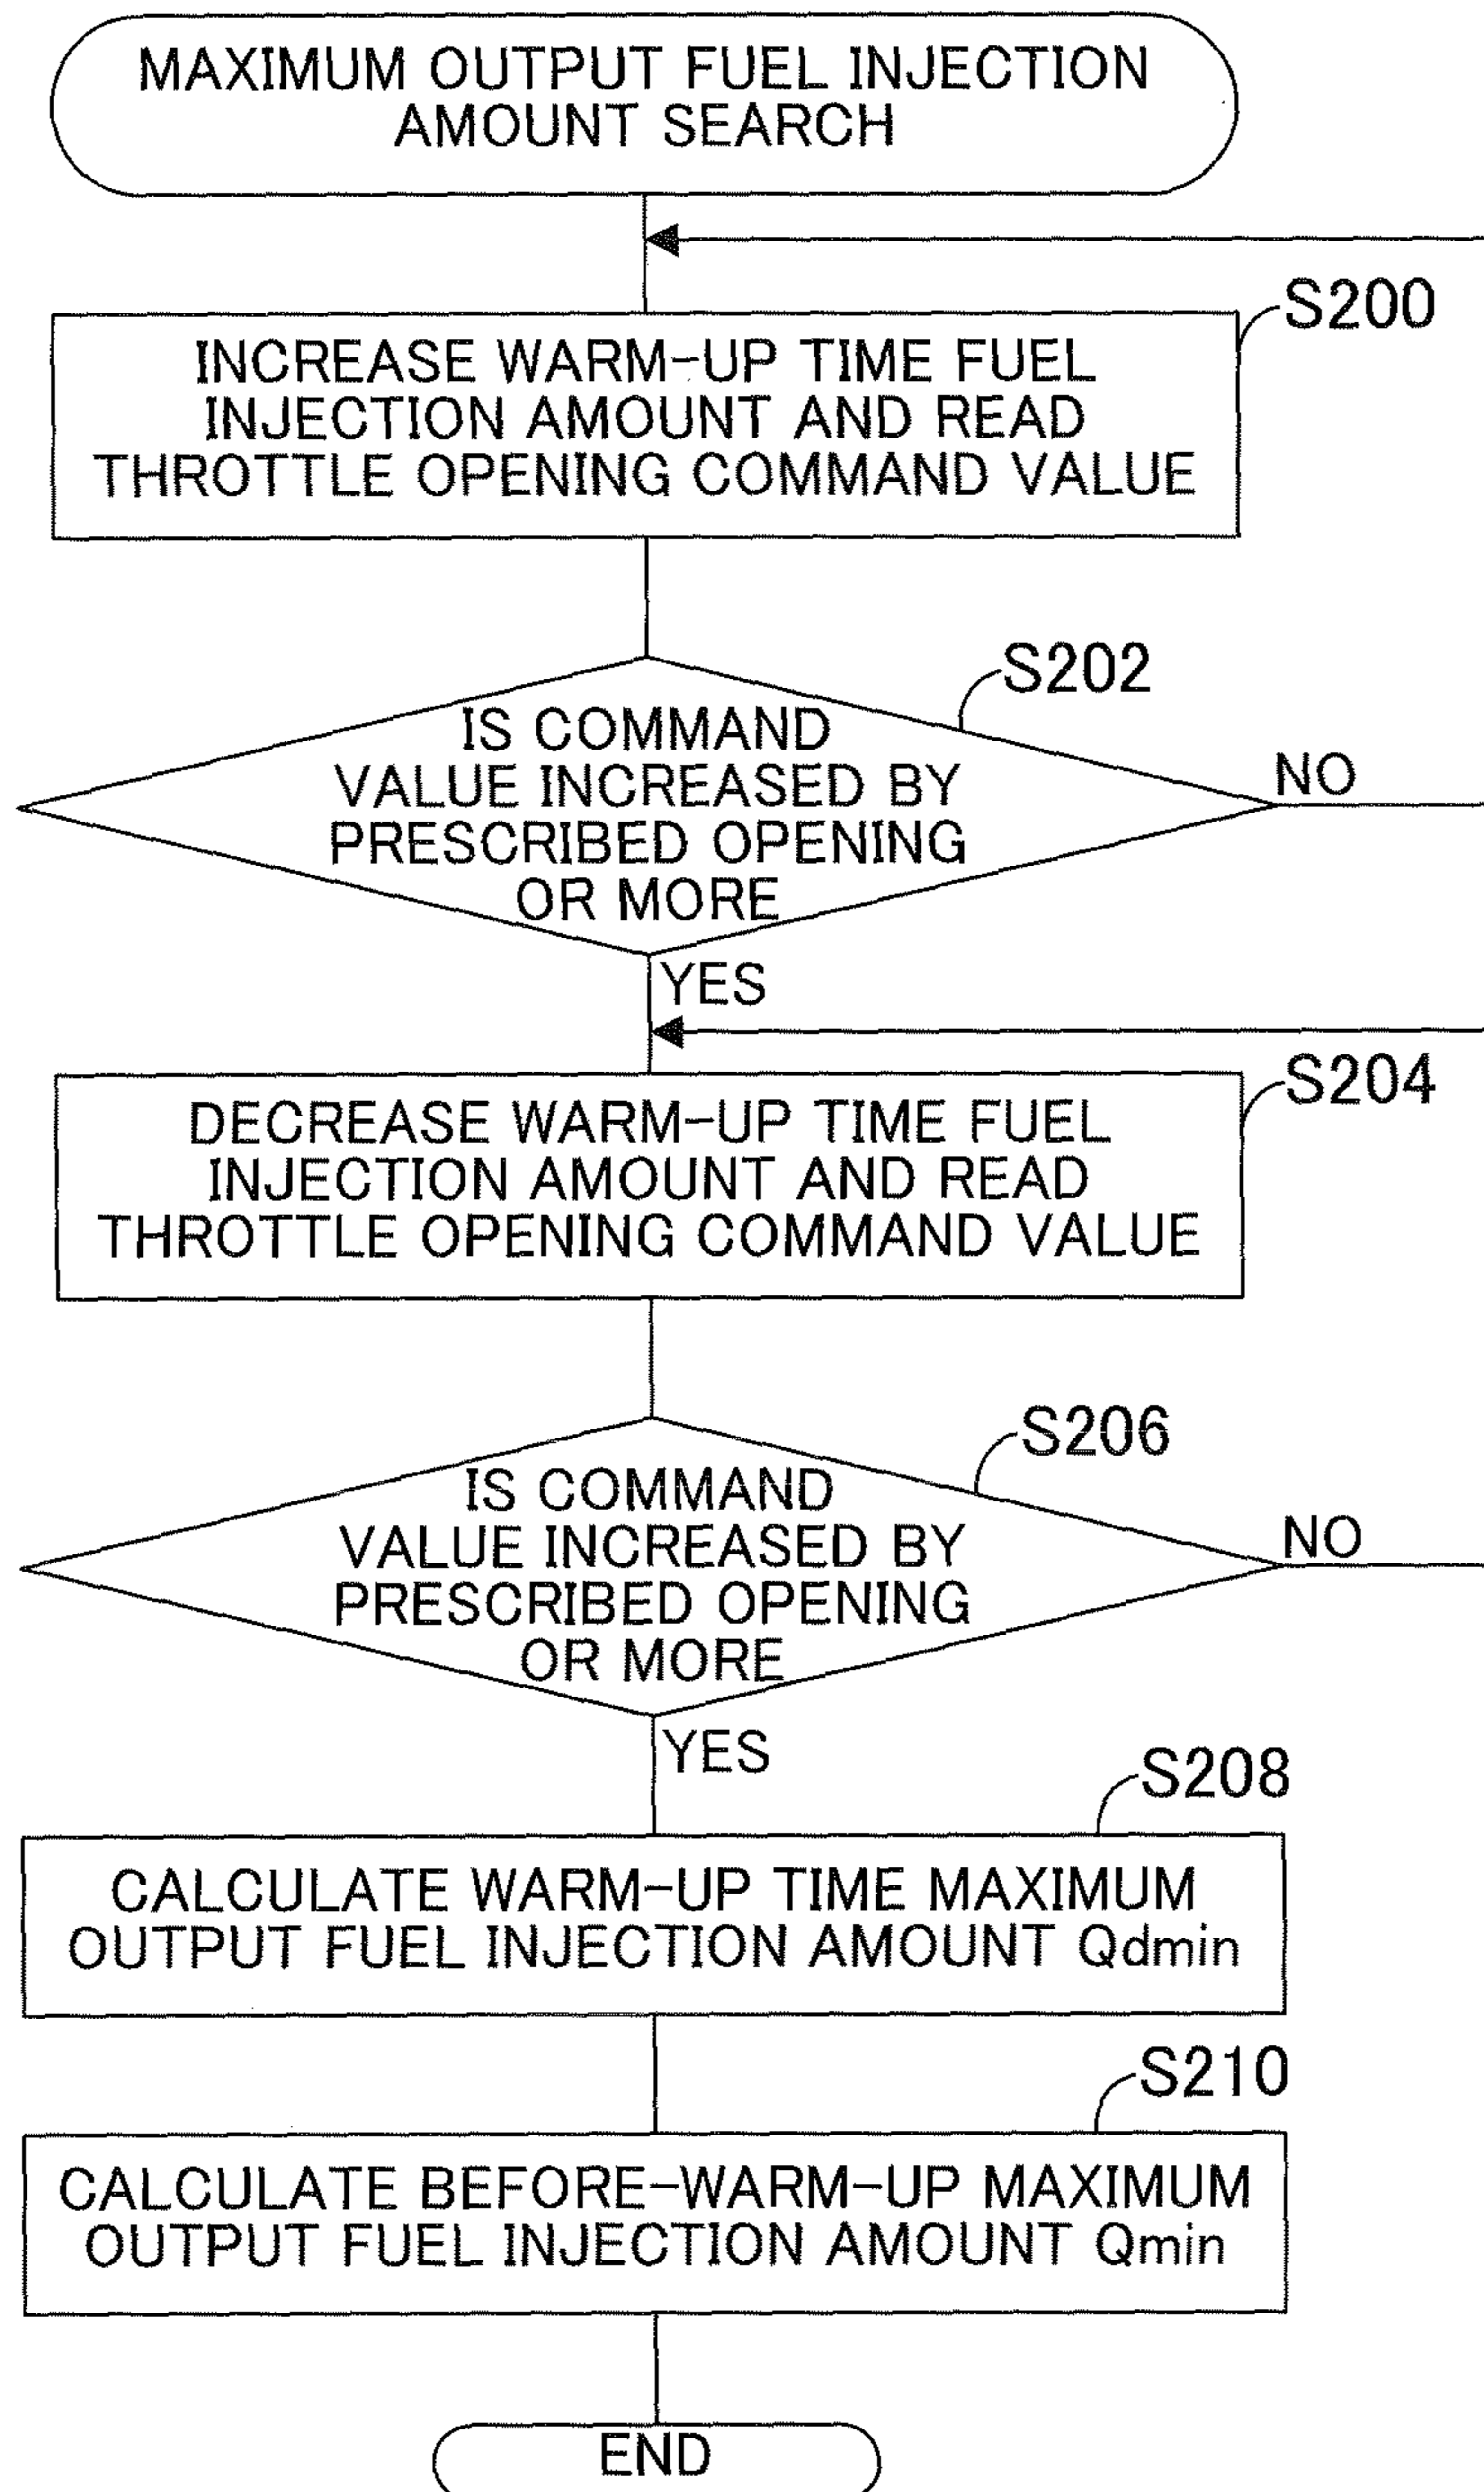 MAXIMUM OUTPUT FUEL INJECTION
AMOUNT SEARCH
S200
INCREASE WARM-UP TIME FUEL
INJECTION AMOUNT AND READ
THROTTLE OPENING COMMAND VALUE
S202
IS COMMAND
VALUE INCREASED BY
PRESCRIBED OPENING
OR MORE
NO
YES
S204
DECREASE WARM-UP TIME FUEL
INJECTION AMOUNT AND READ
THROTTLE OPENING COMMAND VALUE
S206
IS COMMAND
VALUE INCREASED BY
PRESCRIBED OPENING
OR MORE
NO
YES
S208
CALCULATE WARM-UP TIME MAXIMUM
OUTPUT FUEL INJECTION AMOUNT Qdmin
S210
CALCULATE BEFORE-WARM-UP MAXIMUM
OUTPUT FUEL INJECTION AMOUNT Qmin
END